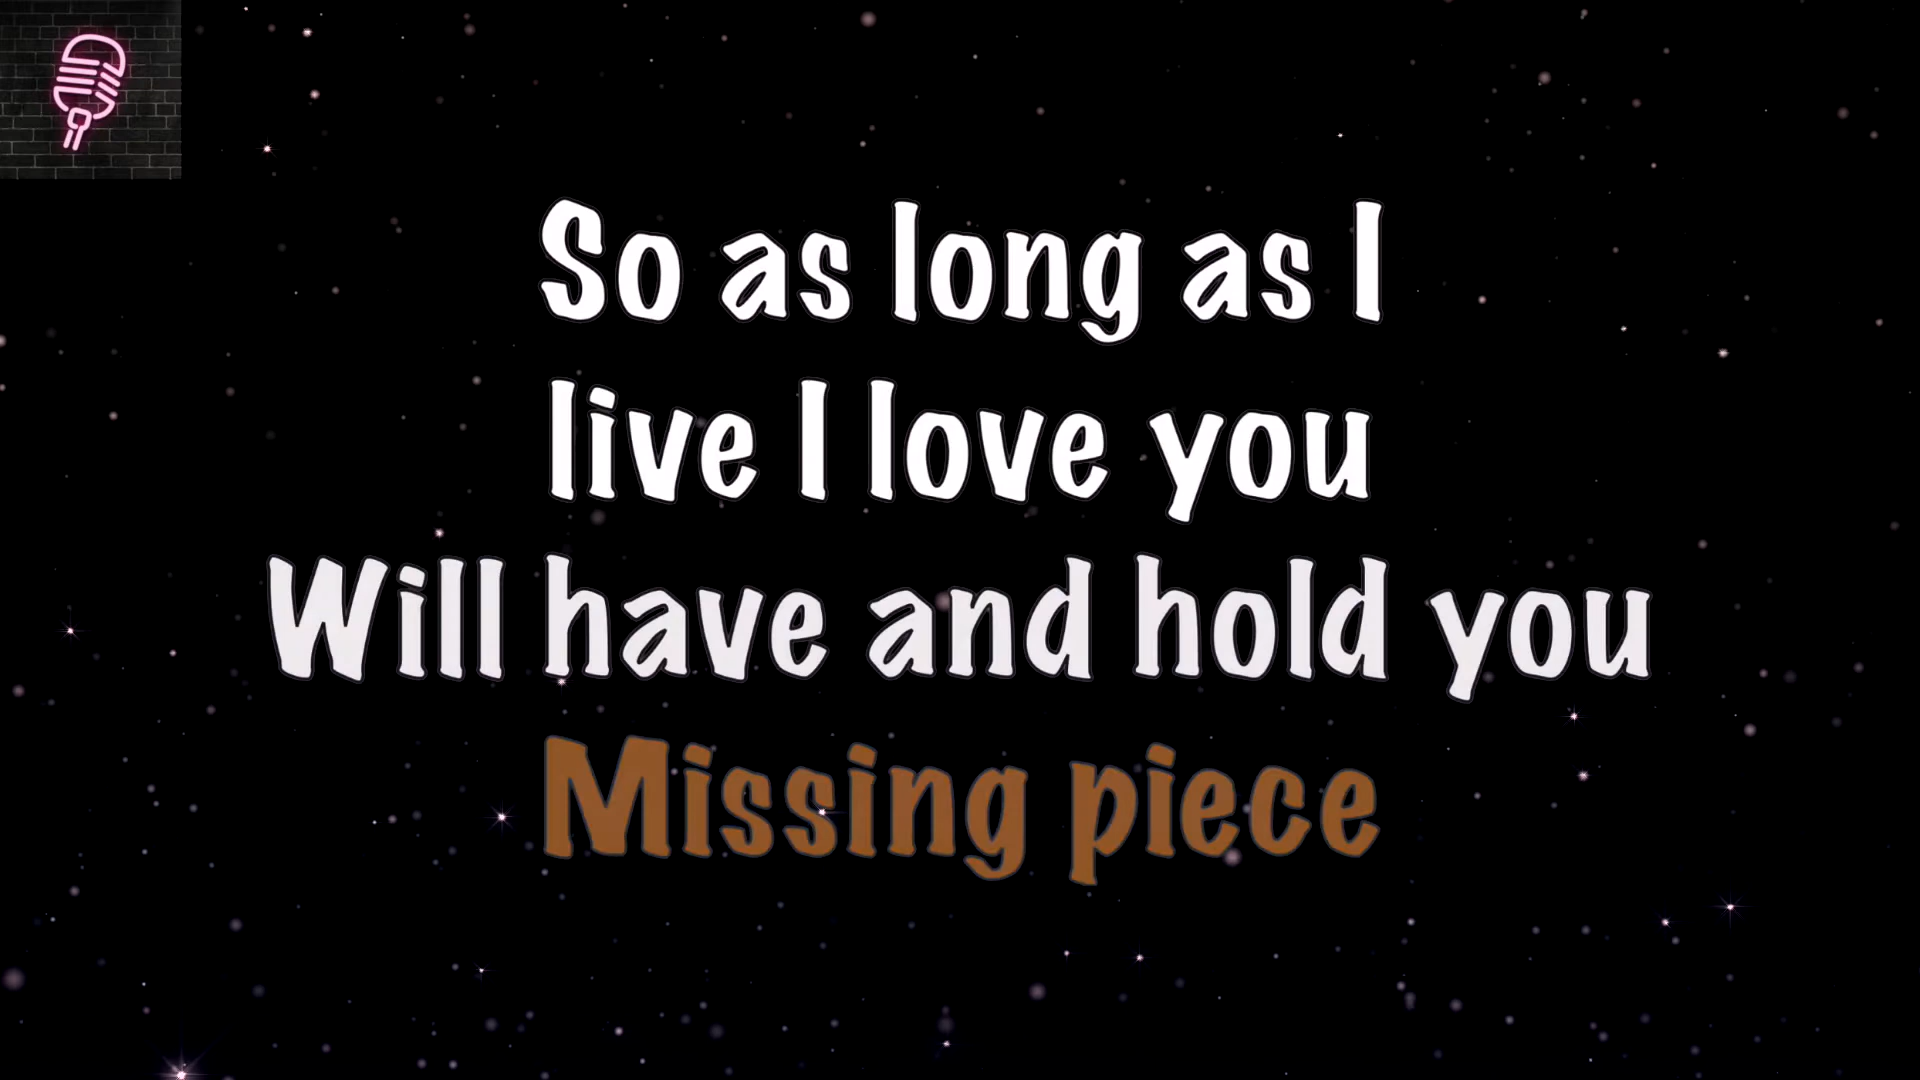 So as long as I
live I love you
Will have and hold you
Missing piece